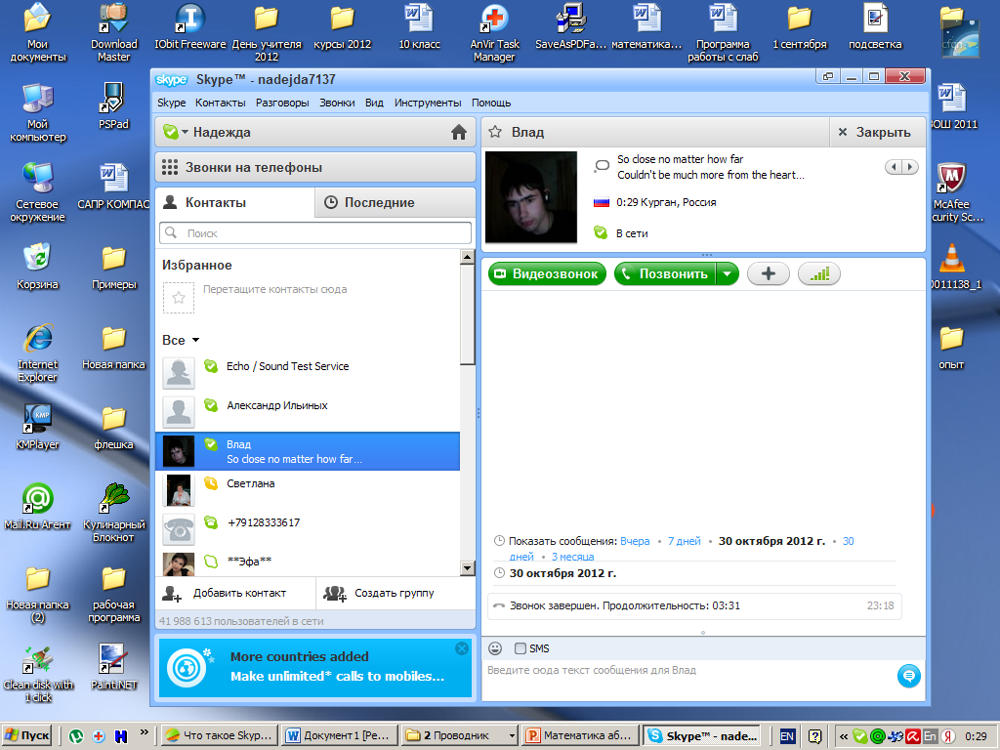 Мои документы
Download Master
IObit Freeware
День учителя 2012
курсы 2012
10 класс
AnVir Task Manager
SaveAsPDFa...
математика...
Программа работы с слаб
1 сентября
подсветка
Мой компьютер
PSPad
ЗОШ 2011
Сетевое окружение
САПР КОМПАС
McAfee
curity Sc...
Корзина
Примеры
0011138_1
Internet Explorer
Новая папка
опыт
KMPlayer
флешка
Mail.Ru Агент
Кулинарный Блокнот
Новая папка (2)
рабочая программа
Clean disk with 1 click
Paint.NET
skype Skype™ - nadejda7137
Skype Контакты Разговоры Звонки Вид Инструменты Помощь
Надежда
Звонки на телефоны
Контакты
Последние
Поиск
Избранное
Перетащите контакты сюда
Все
Echo / Sound Test Service
Александр Ильиных
Влад
So close no matter how far...
Светлана
+79128333617
**Эфа**
Добавить контакт
Создать группу
41 988 613 пользователей в сети
More countries added
Make unlimited* calls to mobiles...
Влад
Закрыть
So close no matter how far
Couldn't be much more from the heart...
0:29 Курган, Россия
В сети
Видеозвонок
Позвонить
Показать сообщения: Вчера • 7 дней • 30 октября 2012 г. • 30
дней • 3 месяца
30 октября 2012 г.
Звонок завершен. Продолжительность: 03:31 23:18
SMS
Введите сюда текст сообщения для Влад
Пуск
»
Что такое Skyp...
Документ1 [Ре...
2 Проводник
Математика аб...
Skype™ - nade...
EN
«
En
Я
0:29